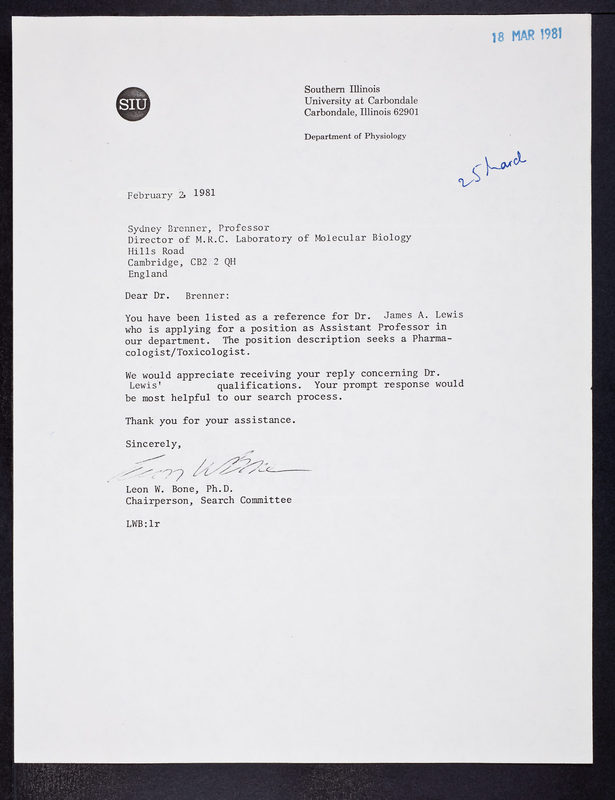 18 MAR 1981
SIU
Southern Illinois
University at Carbondale
Carbondale, Illinois 62901
Department of Physiology
25 March
February 2, 1981
Sydney Brenner, Professor
Director of M.R.C. Laboratory of Molecular Biology
Hills Road
Cambridge, CB2 2 QH
England
Dear Dr. Brenner:
You have been listed as a reference for Dr. James A. Lewis
who is applying for a position as Assistant Professor in
our department. The position description seeks a Pharma-
cologist/Toxicologist.
We would appreciate receiving your reply concerning Dr.
Lewis' qualifications. Your prompt response would
be most helpful to our search process.
Thank you for your assistance.
Sincerely,
Leon W Bone
Leon W. Bone, Ph.D.
Chairperson, Search Committee
LWB:lr